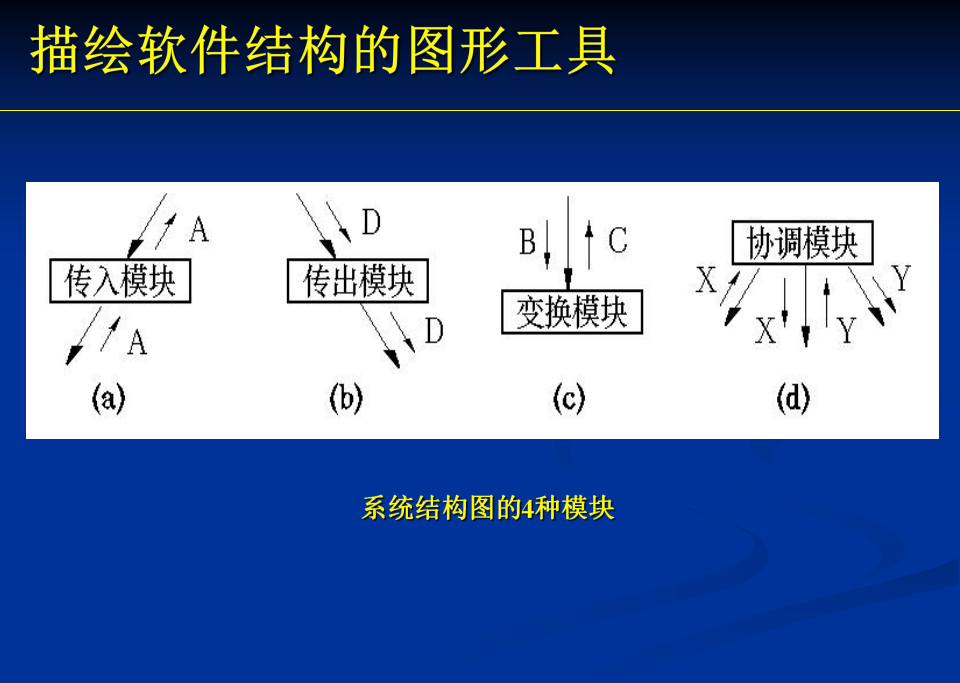 描绘软件结构的图形工具
A
D
B
C
协调模块
传入模块
传出模块
X
Y
变换模块
A
D
X
Y
(a)
(b)
(c)
(d)
系统结构图的4种模块